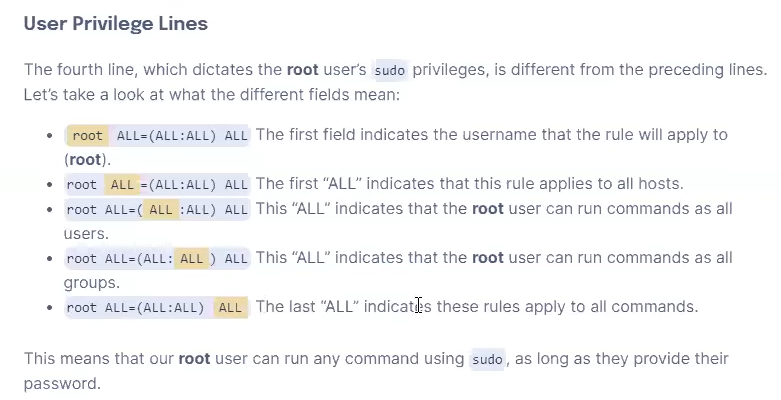 User Privilege Lines
The fourth line, which dictates the root user’s sudo privileges, is different from the preceding lines.
Let’s take a look at what the different fields mean:
• root ALL=(ALL:ALL) ALL The first field indicates the username that the rule will apply to
(root).
• root ALL=(ALL:ALL) ALL The first “ALL” indicates that this rule applies to all hosts.
• root ALL=(ALL:ALL) ALL This “ALL” indicates that the root user can run commands as all
users.
• root ALL=(ALL:ALL) ALL This “ALL” indicates that the root user can run commands as all
groups.
• root ALL=(ALL:ALL) ALL The last “ALL” indicates these rules apply to all commands.
This means that our root user can run any command using sudo, as long as they provide their
password.